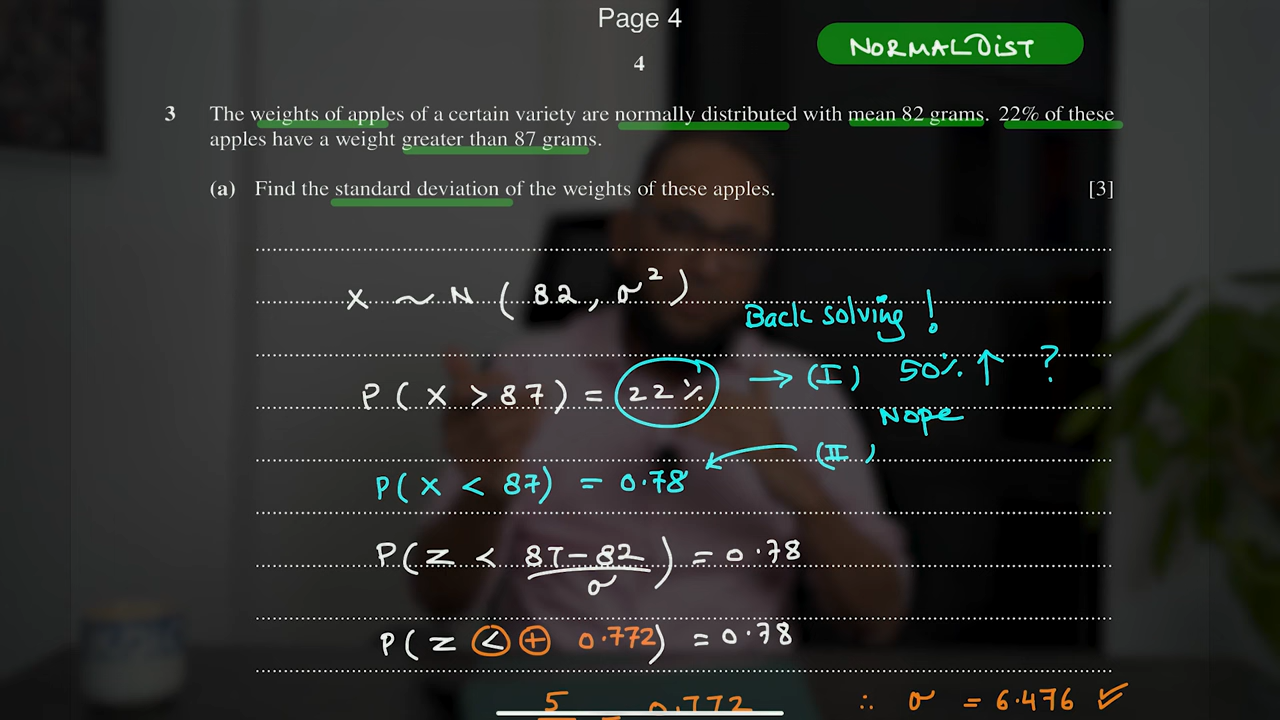 Page 4
NORMAL DIST
4
3 The weights of apples of a certain variety are normally distributed with mean 82 grams. 22% of these
apples have a weight greater than 87 grams.
(a) Find the standard deviation of the weights of these apples. [3]
X ~ N ( 82 , σ² )
Back solving !
P ( X > 87 ) = 22% → (I) 50% ↑ ?
Nope
(II)
P( X < 87 ) = 0.78
P( Z < 87 - 82 / σ ) = 0.78
P( Z < + 0.772 ) = 0.78
5 = 0.772 ∴ σ = 6.476 ✓